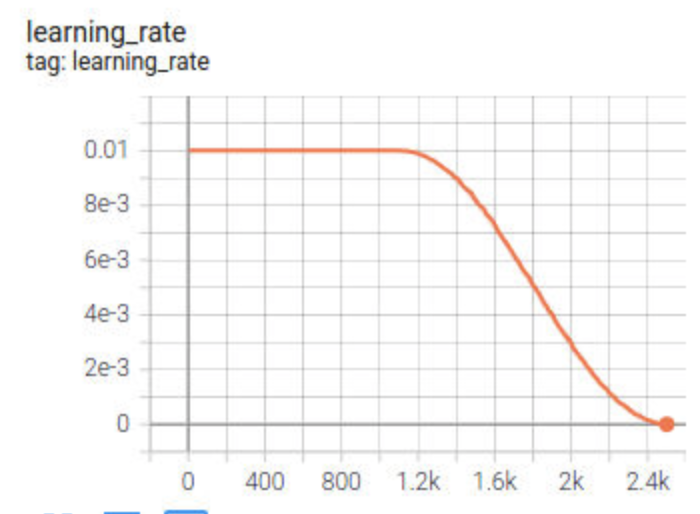 learning_rate
tag: learning_rate
0.01
8e-3
6e-3
4e-3
2e-3
0
0 400 800 1.2k 1.6k 2k 2.4k